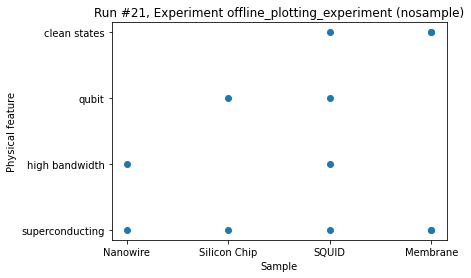 Run #21, Experiment offline_plotting_experiment (nosample)
clean states
qubit
high bandwidth
superconducting
Physical feature
Nanowire Silicon Chip SQUID Membrane
Sample